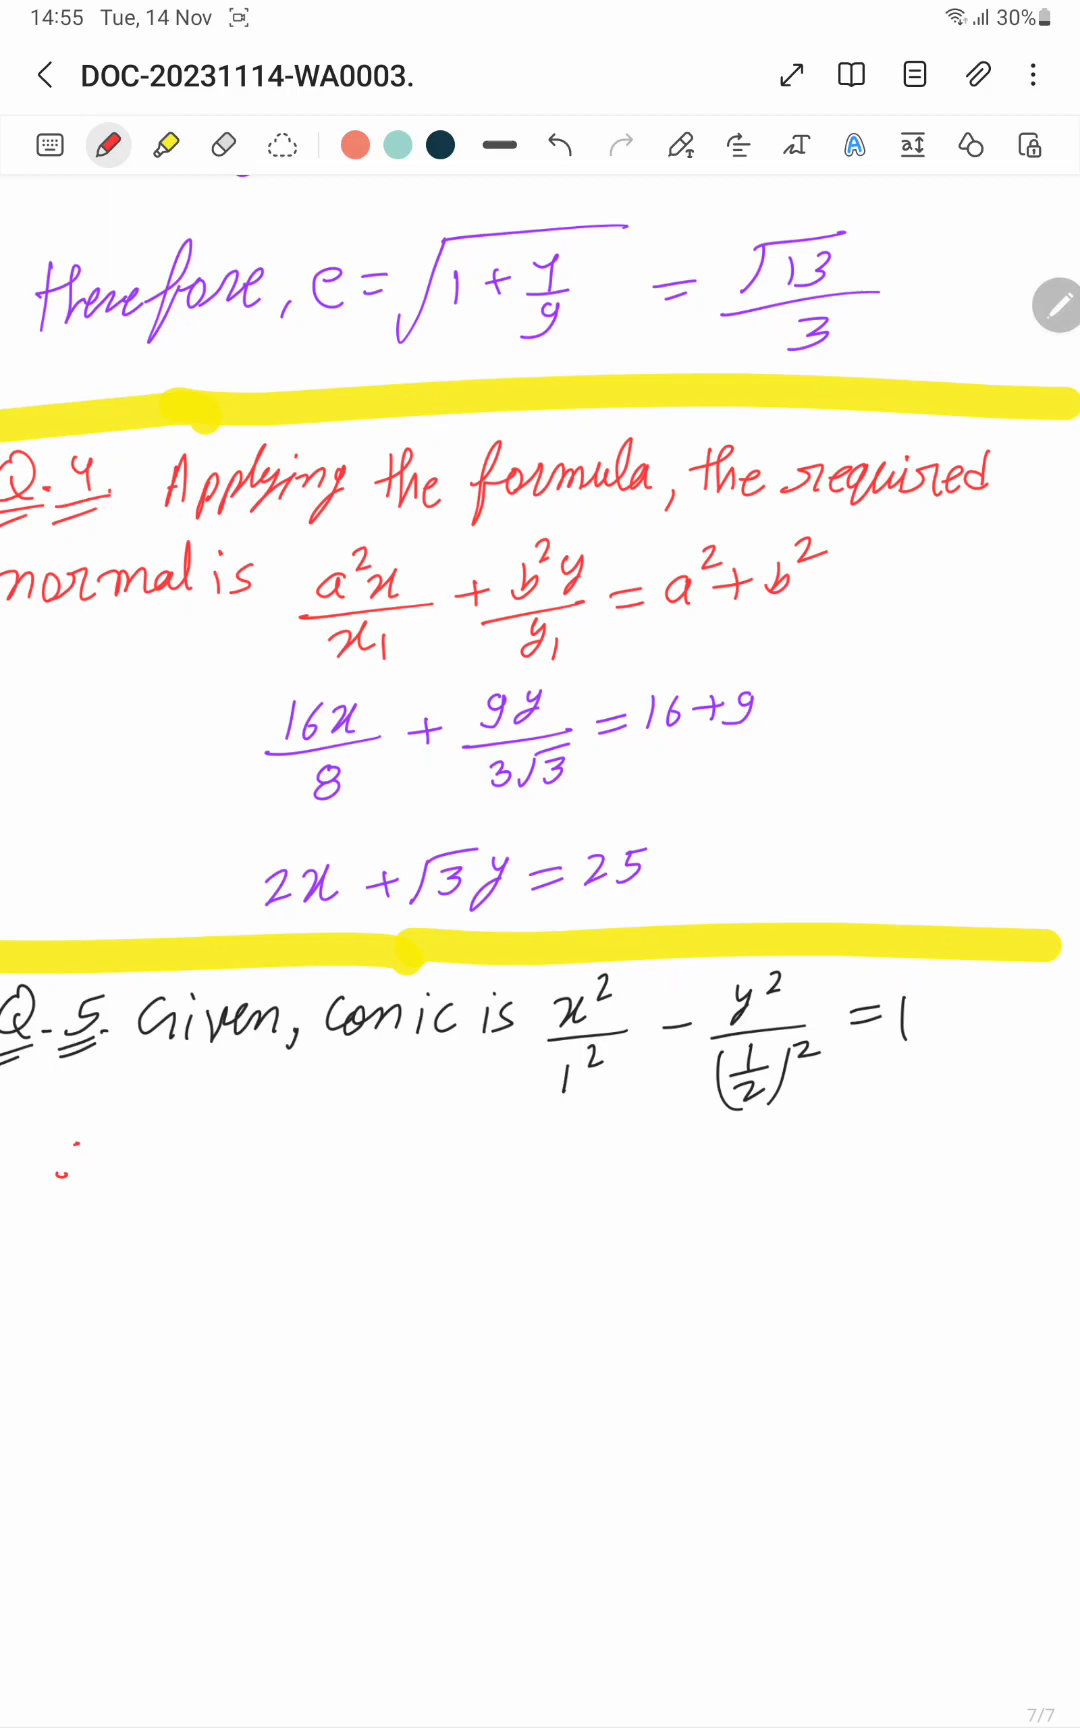 14:55 Tue, 14 Nov 30%
DOC-20231114-WA0003.
therefore, e = √(1 + 4/9) = √13/3
Q.4. Applying the formula, the required
normal is a²x/x₁ + b²y/y₁ = a² + b²
16x/8 + 9y/3√3 = 16+9
2x + √3y = 25
Q.5. Given, conic is x²/1² - y²/(1/2)² = 1
7/7